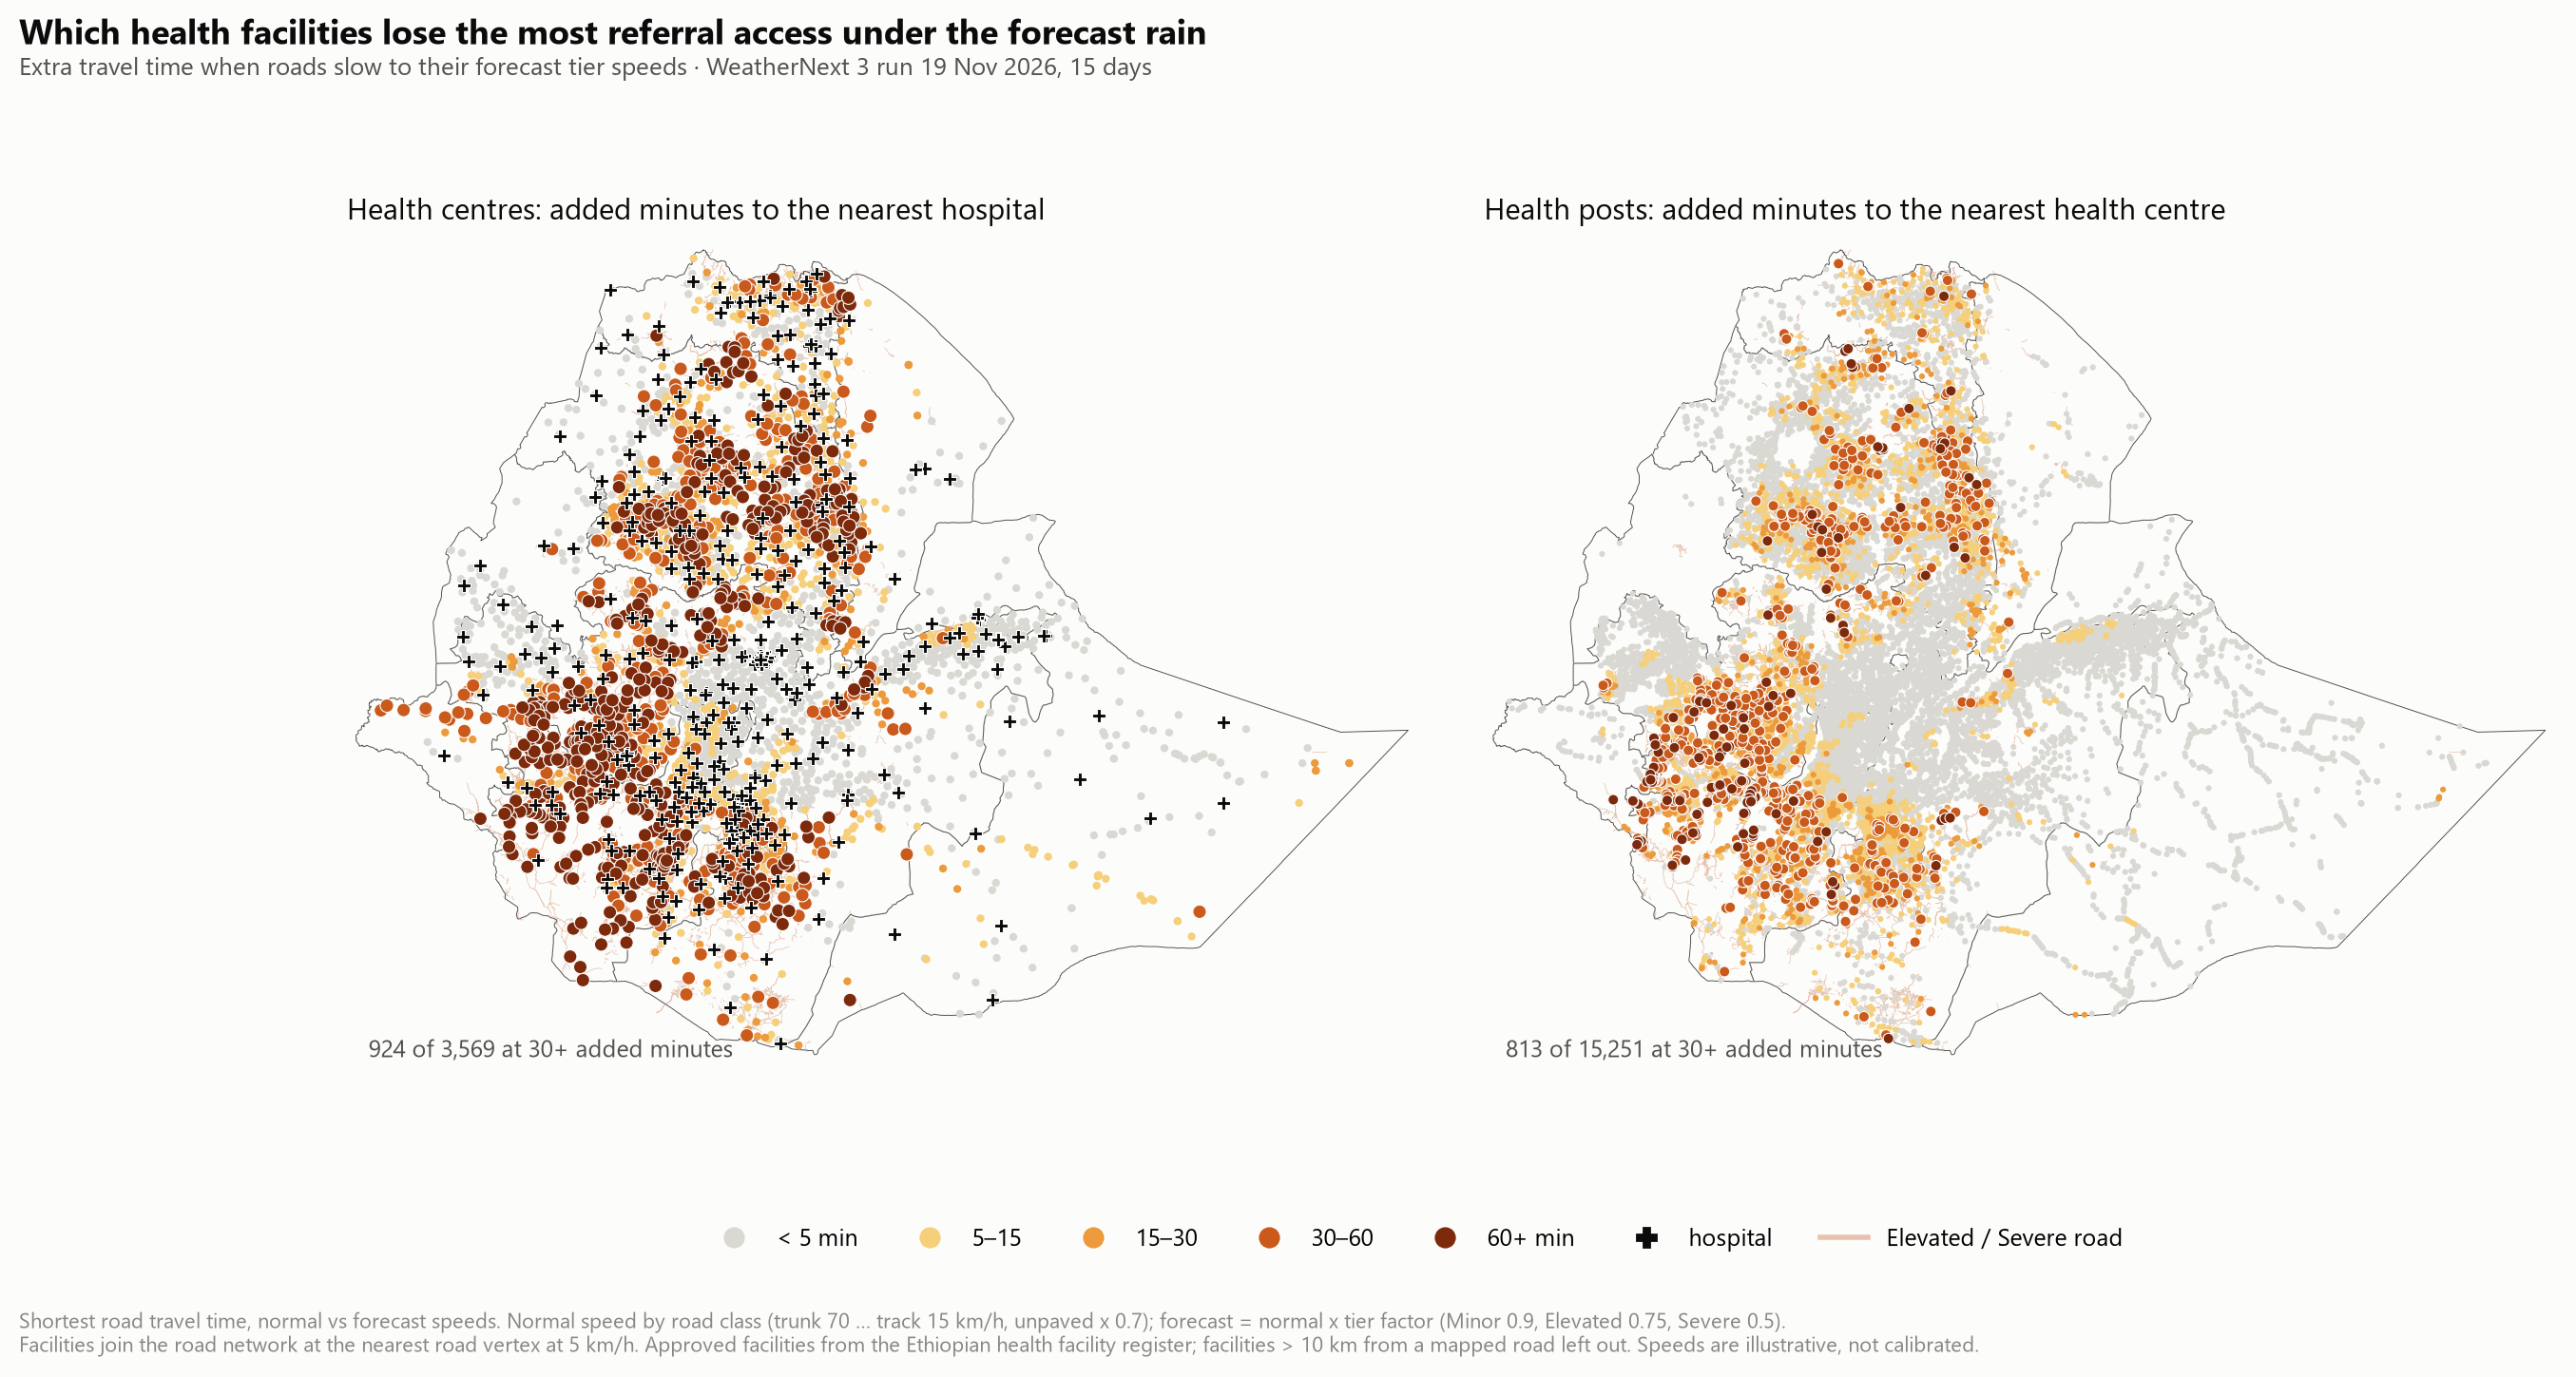 Which health facilities lose the most referral access under the forecast rain
Extra travel time when roads slow to their forecast tier speeds · WeatherNext 3 run 19 Nov 2026, 15 days
Health centres: added minutes to the nearest hospital
Health posts: added minutes to the nearest health centre
924 of 3,569 at 30+ added minutes
813 of 15,251 at 30+ added minutes
< 5 min
5–15
15–30
30–60
60+ min
hospital
Elevated / Severe road
Shortest road travel time, normal vs forecast speeds. Normal speed by road class (trunk 70 ... track 15 km/h, unpaved x 0.7); forecast = normal x tier factor (Minor 0.9, Elevated 0.75, Severe 0.5).
Facilities join the road network at the nearest road vertex at 5 km/h. Approved facilities from the Ethiopian health facility register; facilities > 10 km from a mapped road left out. Speeds are illustrative, not calibrated.